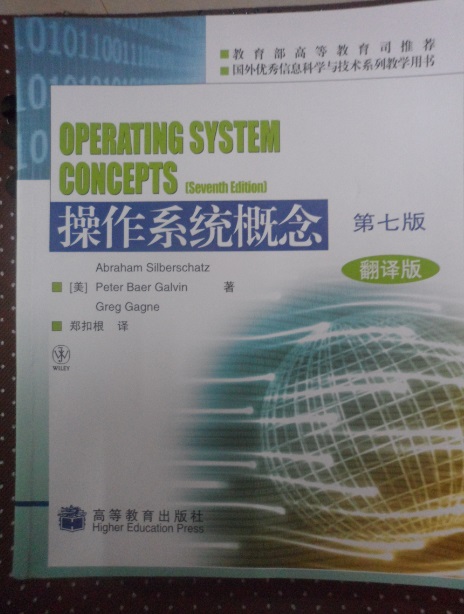 10101100111010
1010
10
■ 教育部高等教育司推荐
■ 国外优秀信息科学与技术系列教学用书
OPERATING SYSTEM
CONCEPTS (Seventh Edition)
操作系统概念 第七版
翻译版
Abraham Silberschatz
■ [美] Peter Baer Galvin 著
Greg Gagne
■ 郑扣根 译
WILEY
高等教育出版社
Higher Education Press